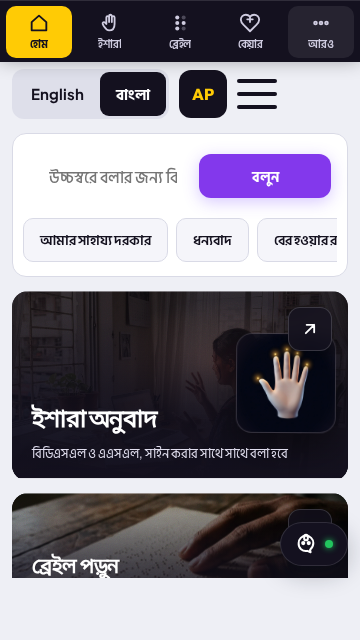 হোম
ইশারা
ব্রেইল
কেয়ার
আরও
English
বাংলা
AP
উচ্চস্বরে বলার জন্য
বলুন
আমার সাহায্য দরকার
ধন্যবাদ
বের হওয়ার
ইশারা অনুবাদ
বিডিএসএল ও এএসএল, সাইন করার সাথে সাথে বলা হবে
ব্রেইল পড়ুন